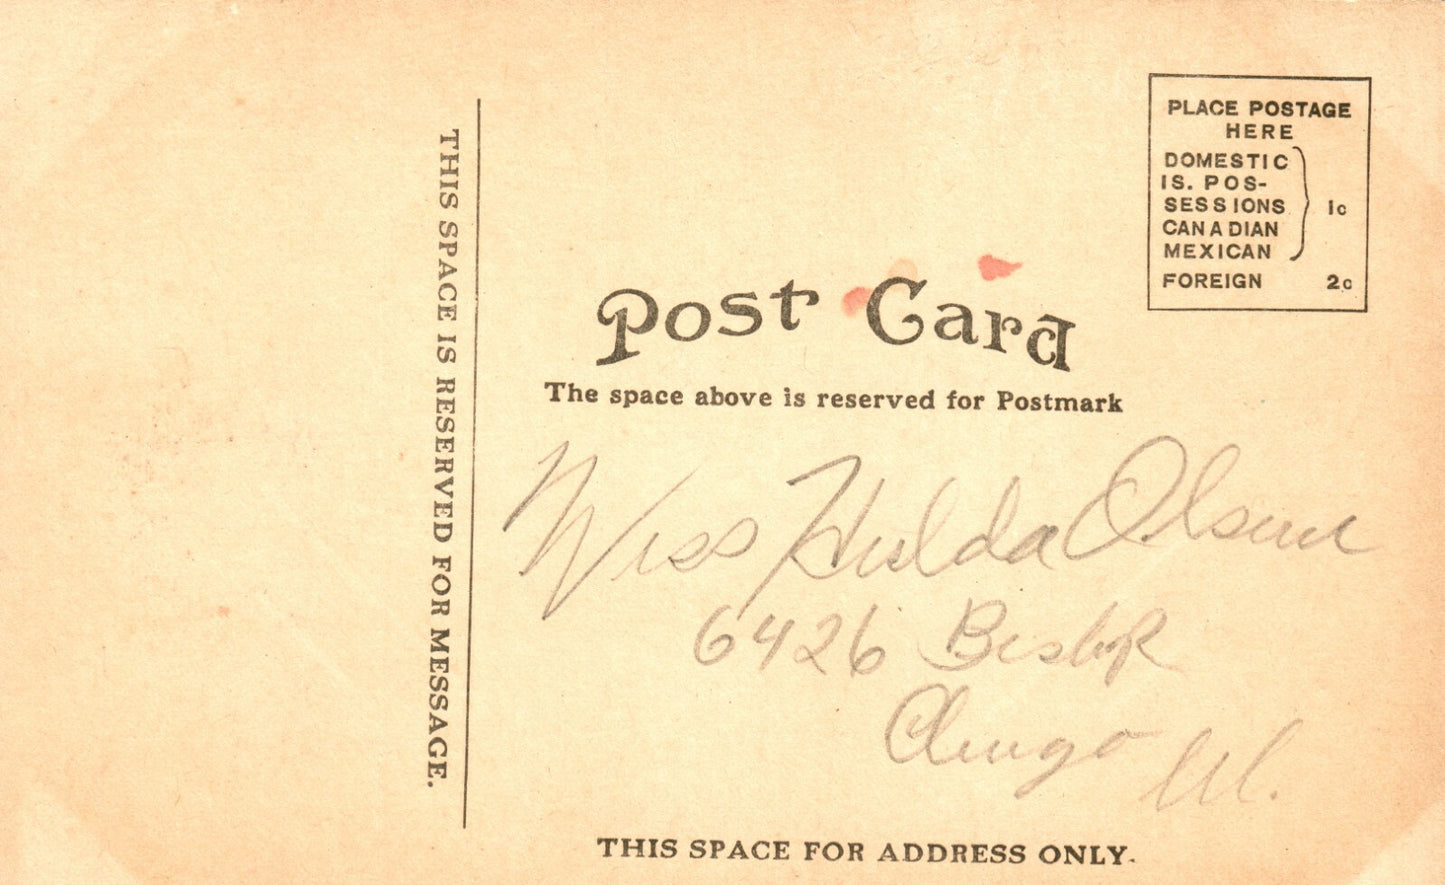 THIS SPACE IS RESERVED FOR MESSAGE.
PLACE POSTAGE
HERE
DOMESTIC
IS. POS-
SESSIONS
CANADIAN
MEXICAN
1c
FOREIGN 2c
Post Card
The space above is reserved for Postmark
Miss Hulda Olsen
6426 Bishop
Chicago Ill.
THIS SPACE FOR ADDRESS ONLY.